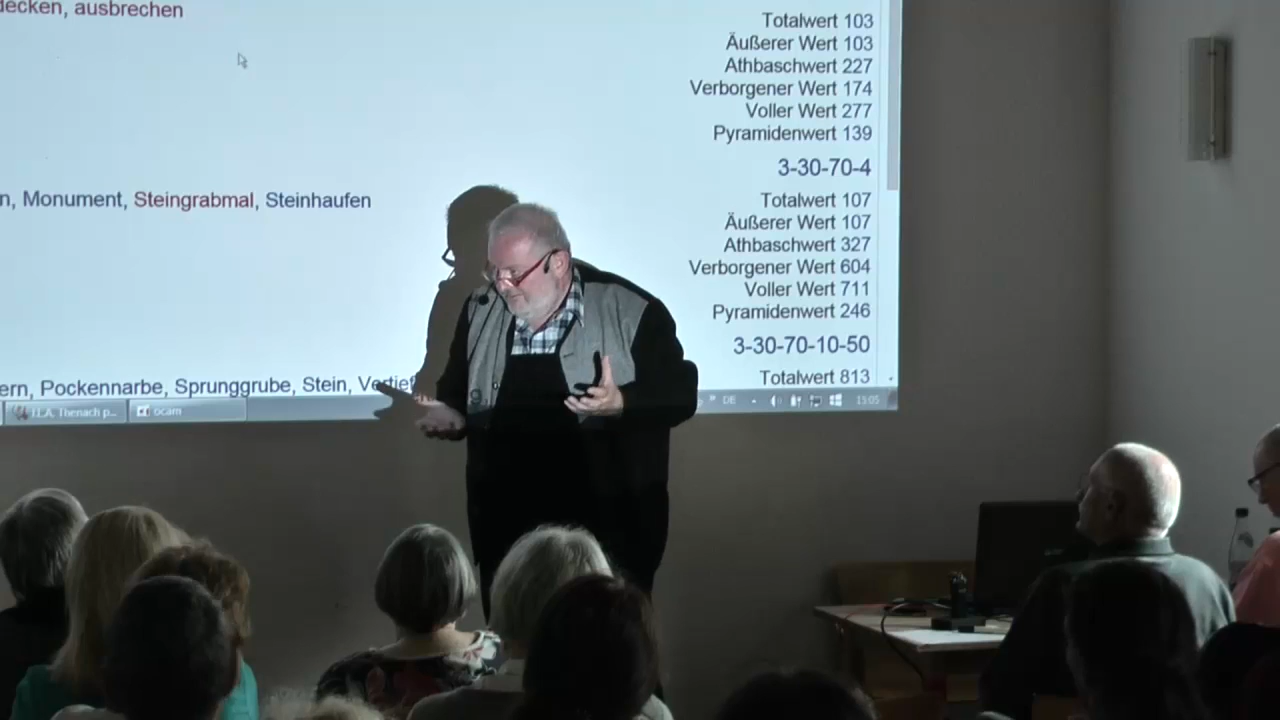 decken, ausbrechen
Totalwert 103
Äußerer Wert 103
Athbaschwert 227
Verborgener Wert 174
Voller Wert 277
Pyramidenwert 139
3-30-70-4
n, Monument, Steingrabmal, Steinhaufen
Totalwert 107
Äußerer Wert 107
Athbaschwert 327
Verborgener Wert 604
Voller Wert 711
Pyramidenwert 246
3-30-70-10-50
ern, Pockennarbe, Sprunggrube, Stein, Vertief
Totalwert 813
H.A. Thenach p...
ocam
DE
15:05